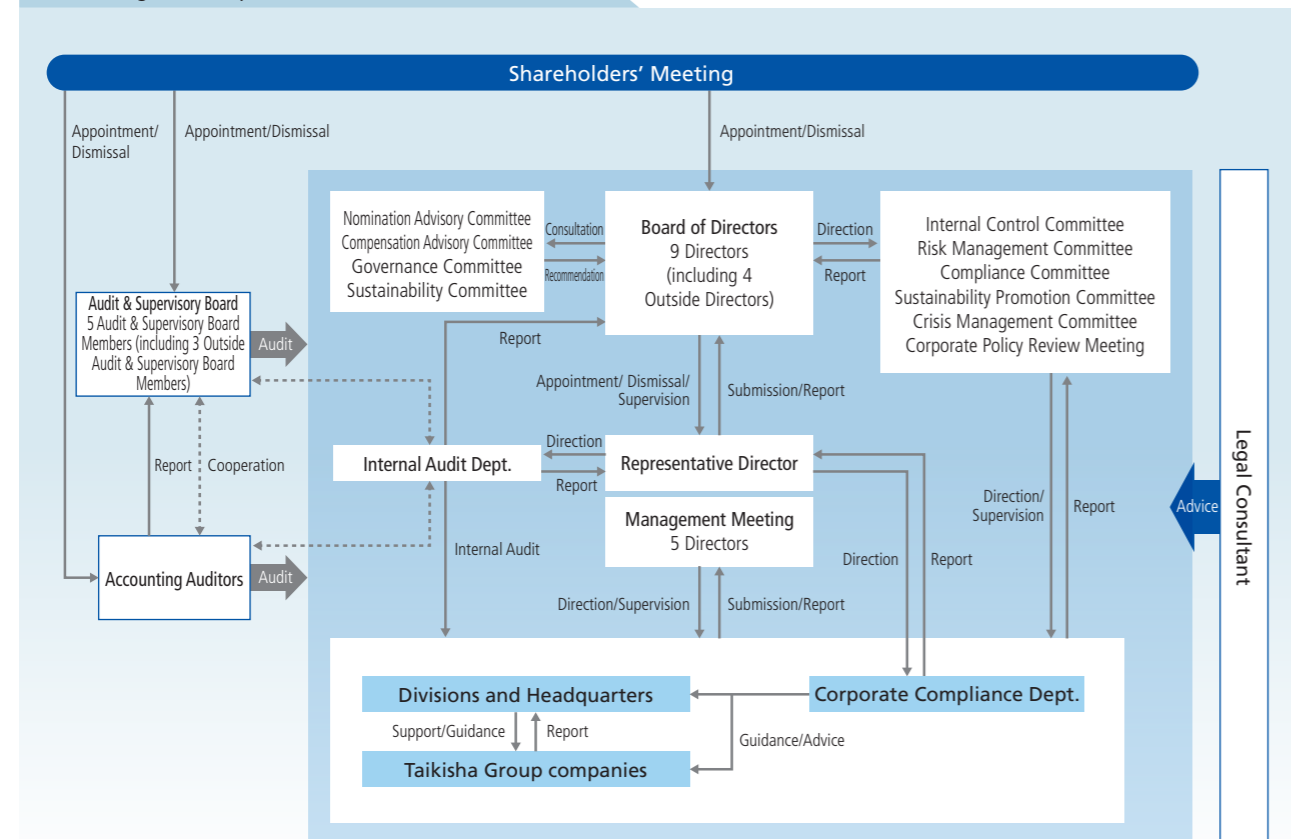 Shareholders' Meeting
Appointment/
Dismissal
Appointment/Dismissal
Appointment/Dismissal
Nomination Advisory Committee
Compensation Advisory Committee
Governance Committee
Sustainability Committee
Consultation
Recommendation
Board of Directors
9 Directors
(including 4
Outside Directors)
Direction
Report
Internal Control Committee
Risk Management Committee
Compliance Committee
Sustainability Promotion Committee
Crisis Management Committee
Corporate Policy Review Meeting
Audit & Supervisory Board
5 Audit & Supervisory Board
Members (including 3 Outside
Audit & Supervisory Board
Members)
Audit
Report
Appointment/ Dismissal/
Supervision
Submission/Report
Report
Cooperation
Internal Audit Dept.
Direction
Report
Representative Director
Management Meeting
5 Directors
Direction/
Supervision
Report
Advice
Legal Consultant
Accounting Auditors
Audit
Internal Audit
Direction
Report
Direction/Supervision
Submission/Report
Divisions and Headquarters
Corporate Compliance Dept.
Support/Guidance
Report
Guidance/Advice
Taikisha Group companies